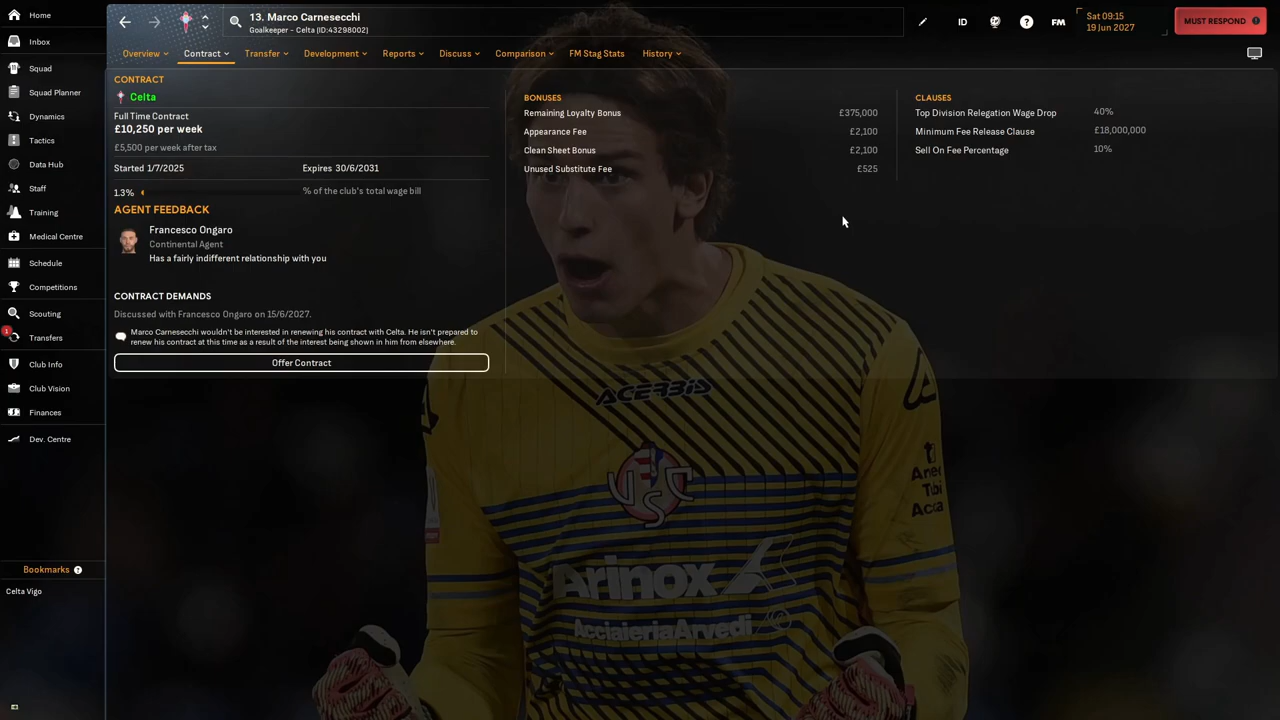 Home
Inbox
Squad
Squad Planner
Dynamics
Tactics
Data Hub
Staff
Training
Medical Centre
Schedule
Competitions
Scouting
1
Transfers
Club Info
Club Vision
Finances
Dev. Centre
Bookmarks ?
Celta Vigo
13. Marco Carnesecchi
Goalkeeper - Celta (ID:43298002)
ID
?
FM
Sat 09:15
19 Jun 2027
MUST RESPOND
Overview
Contract
Transfer
Development
Reports
Discuss
Comparison
FM Stag Stats
History
CONTRACT
Celta
Full Time Contract
£10,250 per week
£5,500 per week after tax
Started 1/7/2025 Expires 30/6/2031
1.3% % of the club's total wage bill
AGENT FEEDBACK
Francesco Ongaro
Continental Agent
Has a fairly indifferent relationship with you
CONTRACT DEMANDS
Discussed with Francesco Ongaro on 15/6/2027.
Marco Carnesecchi wouldn't be interested in renewing his contract with Celta. He isn't prepared to
renew his contract at this time as a result of the interest being shown in him from elsewhere.
Offer Contract
BONUSES
Remaining Loyalty Bonus £375,000
Appearance Fee £2,100
Clean Sheet Bonus £2,100
Unused Substitute Fee £525
CLAUSES
Top Division Relegation Wage Drop 40%
Minimum Fee Release Clause £18,000,000
Sell On Fee Percentage 10%
ACERBIS
Arinox
AcciaieriaArvedi